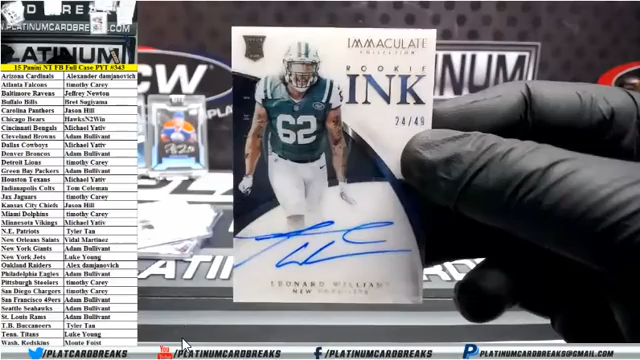 PLATINUMCARDBREAKS.COM
15 Panini NT FB Full Case PYT #343
Arizona Cardinals Alexander damjanovich
Atlanta Falcons timothy Carey
Baltimore Ravens Jeffrey Newton
Buffalo Bills Bret Sugiyama
Carolina Panthers Jason Hill
Chicago Bears HawksN2Win
Cincinnati Bengals Michael Yativ
Cleveland Browns Adam Bullivant
Dallas Cowboys Michael Yativ
Denver Broncos Adam Bullivant
Detroit Lions timothy Carey
Green Bay Packers Adam Bullivant
Houston Texans Michael Yativ
Indianapolis Colts Tom Coleman
Jax Jaguars timothy Carey
Kansas City Chiefs Jason Hill
Miami Dolphins timothy Carey
Minnesota Vikings Michael Yativ
N.E. Patriots Tyler Tan
New Orleans Saints Vidal Martinez
New York Giants Adam Bullivant
New York Jets Luke Young
Oakland Raiders Alex damjanovich
Philadelphia Eagles Adam Bullivant
Pittsburg Steelers timothy Carey
San Diego Chargers timothy Carey
San Francisco 49ers Adam Bullivant
Seattle Seahawks Adam Bullivant
St. Louis Rams Adam Bullivant
T.B. Buccaneers Tyler Tan
Tenn. Titans Luke Young
Wash. Redskins Monte Foist
IMMACULATE
COLLECTION
ROOKIE
INK
24/49
62
LEONARD WILLIAMS
NEW YORK JETS
/PLATCARDBREAKS
/PLATINUMCARDBREAKS
/PLATINUMCARDBREAKS
PLATINUMCARDBREAKS@GMAIL.COM